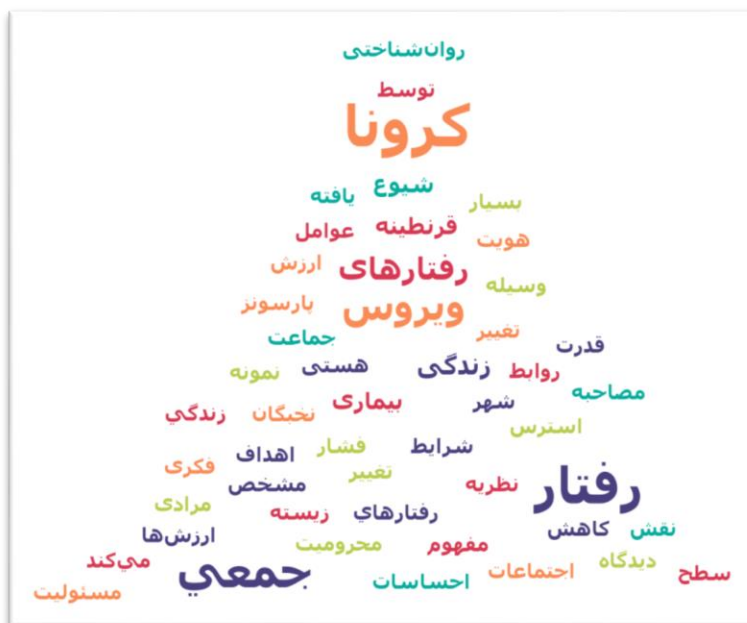 روان‌شناختی
توسط
کرونا
شیوع یافته
بسیار
قرنطینه عوامل
هویت
ارزش
رفتارهای
وسیله
ویروس پارسونز
تغییر
جماعت
قدرت
زندگی هستی نمونه
روابط
مصاحبه
بیماری شهر
نخبگان زندگي
استرس
شرایط فشار اهداف
فکری
تغییر
رفتار نظریه مشخص
مرادی
رفتارهاي زیسته
نقش کاهش
ارزش‌ها
مفهوم محرومیت
دیدگاه می‌کند
سطح اجتماعات احساسات جمعي
مسئولیت